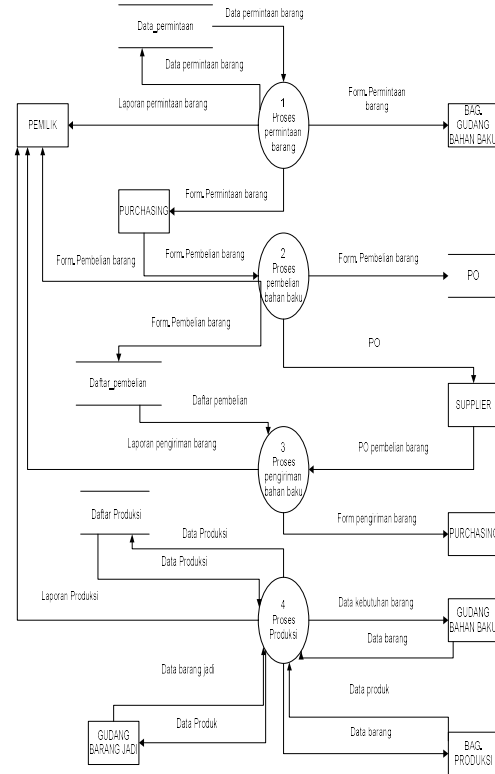 Data permintaan barang
Data_permintaan
Data permintaan barang
Laporan permintaan barang
1
Proses
permintaan
barang
Form. Permintaan
barang
PEMILIK
BAG.
GUDANG
BAHAN BAKU
Form. Permintaan barang
PURCHASING
Form. Pembelian barang
Form. Pembelian barang
2
Proses
pembelian
bahan baku
Form. Pembelian barang
PO
Form. Pembelian barang
PO
Daftar_pembelian
Daftar pembelian
SUPPLIER
Laporan pengiriman barang
3
Proses
pengiriman
bahan baku
PO pembelian barang
Form pengiriman barang
PURCHASING
Daftar Produksi
Data Produksi
Data Produksi
Laporan Produksi
4
Proses
Produksi
Data kebutuhan barang
GUDANG
BAHAN BAKU
Data barang
Data barang jadi
Data produk
Data Produk
Data barang
GUDANG
BARANG JADI
BAG.
PRODUKSI